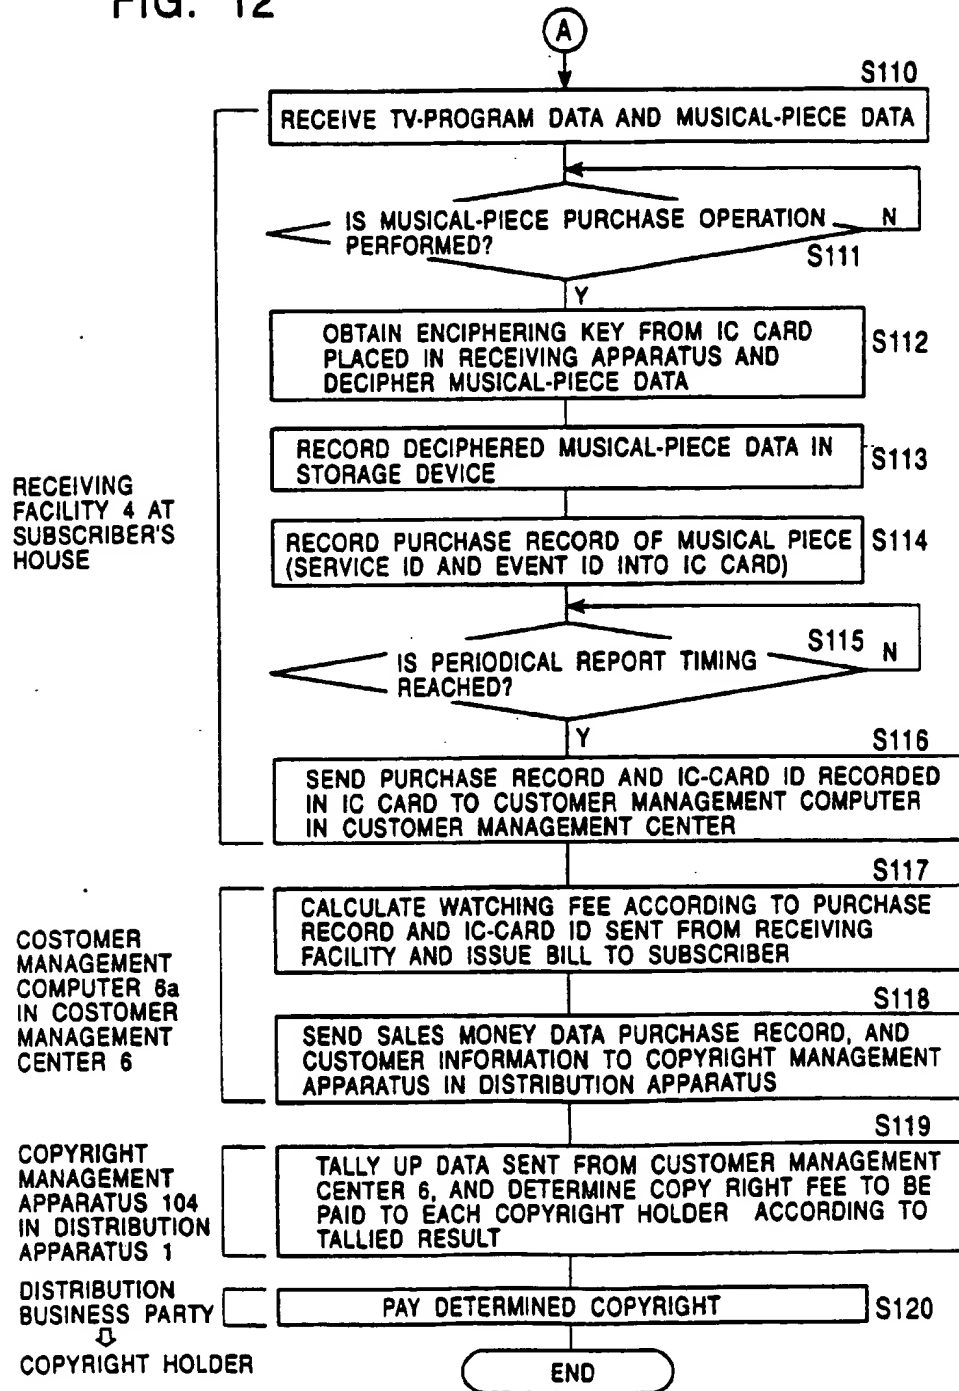 FIG. 12
A
S110
RECEIVE TV-PROGRAM DATA AND MUSICAL-PIECE DATA
IS MUSICAL-PIECE PURCHASE OPERATION
PERFORMED?
N
S111
Y
OBTAIN ENCIPHERING KEY FROM IC CARD
PLACED IN RECEIVING APPARATUS AND
DECIPHER MUSICAL-PIECE DATA
S112
RECORD DECIPHERED MUSICAL-PIECE DATA IN
STORAGE DEVICE
S113
RECEIVING
FACILITY 4 AT
SUBSCRIBER'S
HOUSE
RECORD PURCHASE RECORD OF MUSICAL PIECE
(SERVICE ID AND EVENT ID INTO IC CARD)
S114
S115
N
IS PERIODICAL REPORT TIMING
REACHED?
Y
S116
SEND PURCHASE RECORD AND IC-CARD ID RECORDED
IN IC CARD TO CUSTOMER MANAGEMENT COMPUTER
IN CUSTOMER MANAGEMENT CENTER
S117
CALCULATE WATCHING FEE ACCORDING TO PURCHASE
RECORD AND IC-CARD ID SENT FROM RECEIVING
FACILITY AND ISSUE BILL TO SUBSCRIBER
COSTOMER
MANAGEMENT
COMPUTER 6a
IN COSTOMER
MANAGEMENT
CENTER 6
S118
SEND SALES MONEY DATA PURCHASE RECORD, AND
CUSTOMER INFORMATION TO COPYRIGHT MANAGEMENT
APPARATUS IN DISTRIBUTION APPARATUS
S119
COPYRIGHT
MANAGEMENT
APPARATUS 104
IN DISTRIBUTION
APPARATUS 1
TALLY UP DATA SENT FROM CUSTOMER MANAGEMENT
CENTER 6, AND DETERMINE COPY RIGHT FEE TO BE
PAID TO EACH COPYRIGHT HOLDER ACCORDING TO
TALLIED RESULT
DISTRIBUTION
BUSINESS PARTY
⇩
COPYRIGHT HOLDER
PAY DETERMINED COPYRIGHT
S120
END